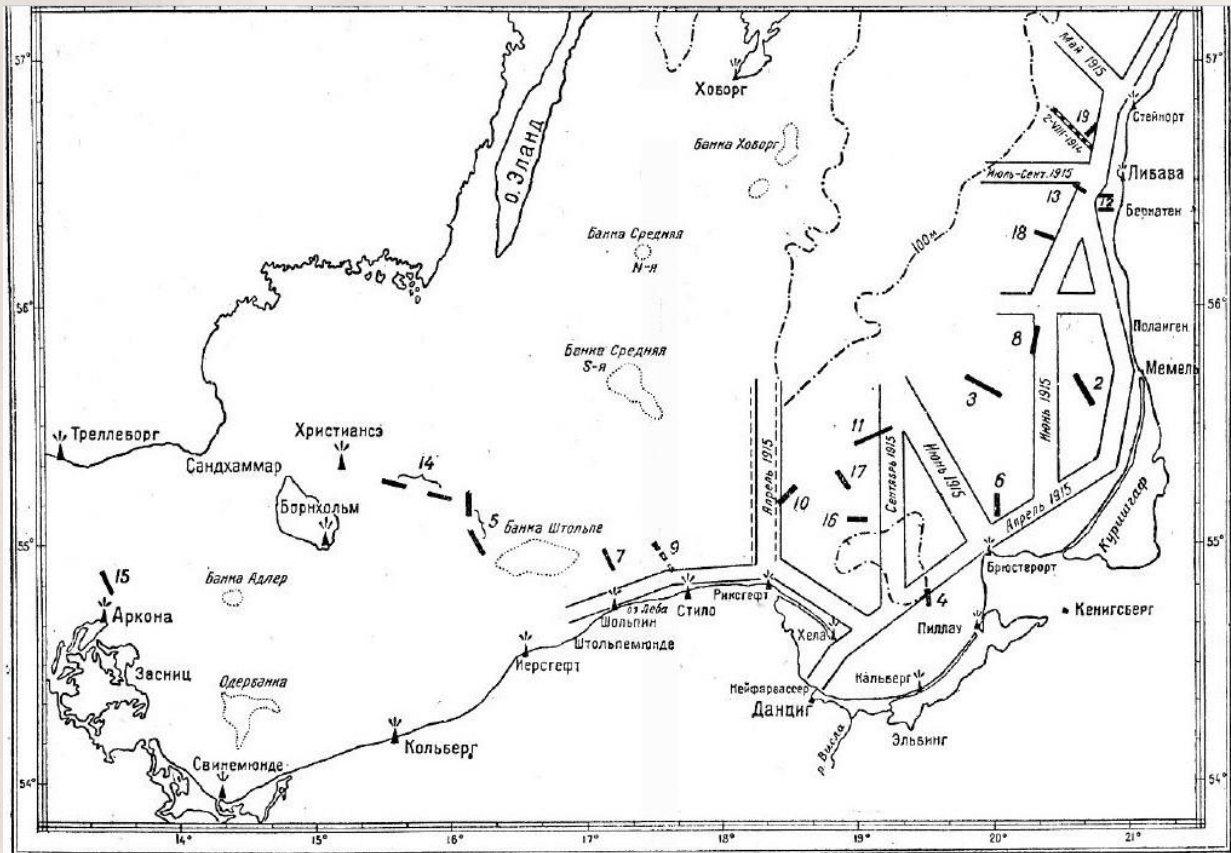 57°
57°
Май 1915
Хоборг
Стейнорт
19
2-VIII-1914
Банка Хоборг
о. Эланд
Июль-Сент. 1915
Либава
13
12
Бернатен
18
100м
Банка Средняя
N-я
56°
56°
Поланген
8
Банка Средняя
S-я
Мемель
3
2
Июнь 1915
Треллеборг
Христиансэ
11
Апрель 1915
Сентябрь 1915
Июнь 1915
Сандхаммар
14
17
Борнхольм
5
10
6
16
Банка Штольпе
Апрель 1915
Куришгаф
55°
55°
7
9
Брюстерорт
15
Банка Адлер
Риксгефт
4
оз. Леба
Стило
Кенигсберг
Аркона
Шольпин
Пиллау
Хела
Штольпемюнде
Иерсгефт
Засниц
Одербанка
Кальберг
Нейфарвассер
Данциг
р. Висла
Эльбинг
Кольберг
Свинемюнде
54°
54°
14° 15° 16° 17° 18° 19° 20° 21°